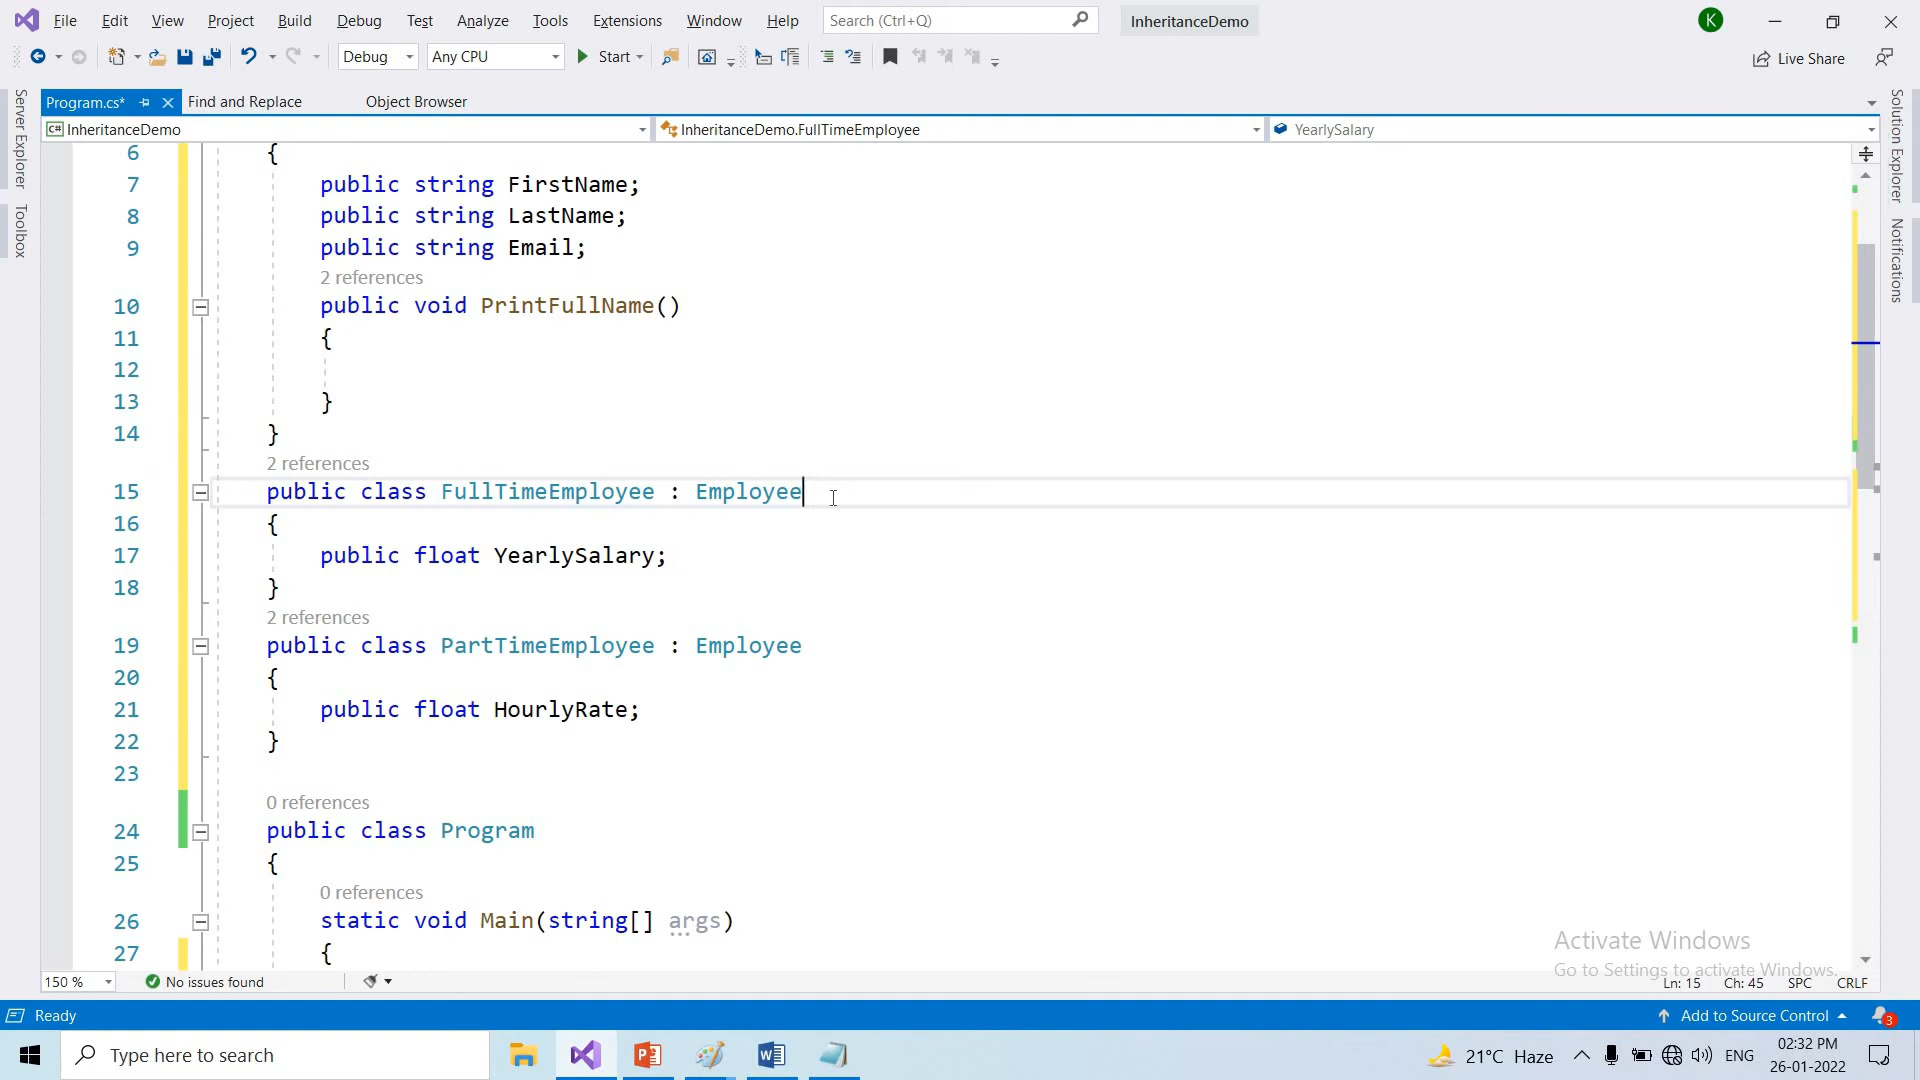 File Edit View Project Build Debug Test Analyze Tools Extensions Window Help Search (Ctrl+Q) InheritanceDemo K
Debug Any CPU Start Live Share
Program.cs* Find and Replace Object Browser
C# InheritanceDemo InheritanceDemo.FullTimeEmployee YearlySalary
Server Explorer
Toolbox
Solution Explorer
Notifications
6 {
7 public string FirstName;
8 public string LastName;
9 public string Email;
2 references
10 public void PrintFullName()
11 {
12
13 }
14 }
2 references
15 public class FullTimeEmployee : Employee
16 {
17 public float YearlySalary;
18 }
2 references
19 public class PartTimeEmployee : Employee
20 {
21 public float HourlyRate;
22 }
23
0 references
24 public class Program
25 {
0 references
26 static void Main(string[] args)
27 {
Activate Windows
Go to Settings to activate Windows.
150 % No issues found Ln: 15 Ch: 45 SPC CRLF
Ready Add to Source Control 3
Type here to search 21°C Haze ENG 02:32 PM
26-01-2022